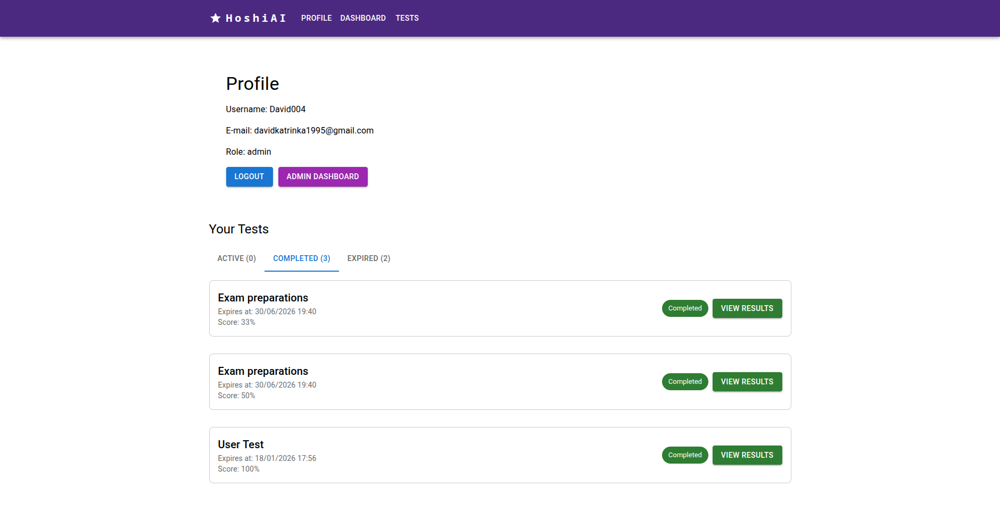 HoshiAI PROFILE DASHBOARD TESTS
Profile
Username: David004
E-mail: davidkatrinka1995@gmail.com
Role: admin
LOGOUT ADMIN DASHBOARD
Your Tests
ACTIVE (0) COMPLETED (3) EXPIRED (2)
Exam preparations
Expires at: 30/06/2026 19:40
Score: 33%
Completed VIEW RESULTS
Exam preparations
Expires at: 30/06/2026 19:40
Score: 50%
Completed VIEW RESULTS
User Test
Expires at: 18/01/2026 17:56
Score: 100%
Completed VIEW RESULTS